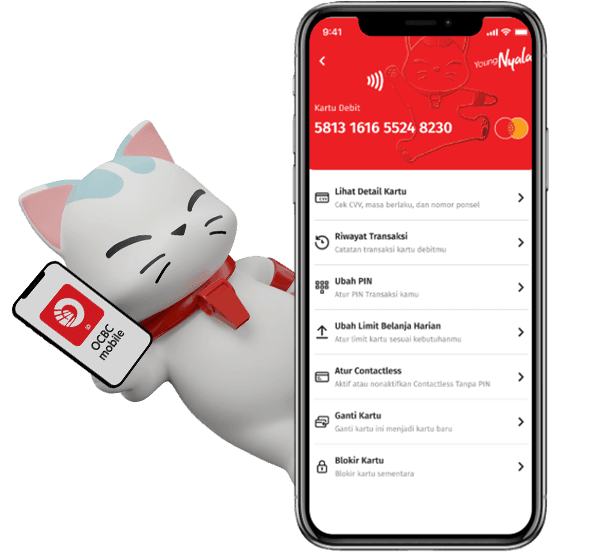 9:41
Young Nyala
Kartu Debit
5813 1616 5524 8230
Lihat Detail Kartu
Cek CVV, masa berlaku, dan nomor ponsel
Riwayat Transaksi
Catatan transaksi kartu debitmu
Ubah PIN
Atur PIN Transaksi kamu
Ubah Limit Belanja Harian
Atur limit kartu sesuai kebutuhanmu
Atur Contactless
Aktif atau nonaktifkan Contactless Tanpa PIN
Ganti Kartu
Ganti kartu ini menjadi kartu baru
Blokir Kartu
Blokir kartu sementara
ID
OCBC
mobile